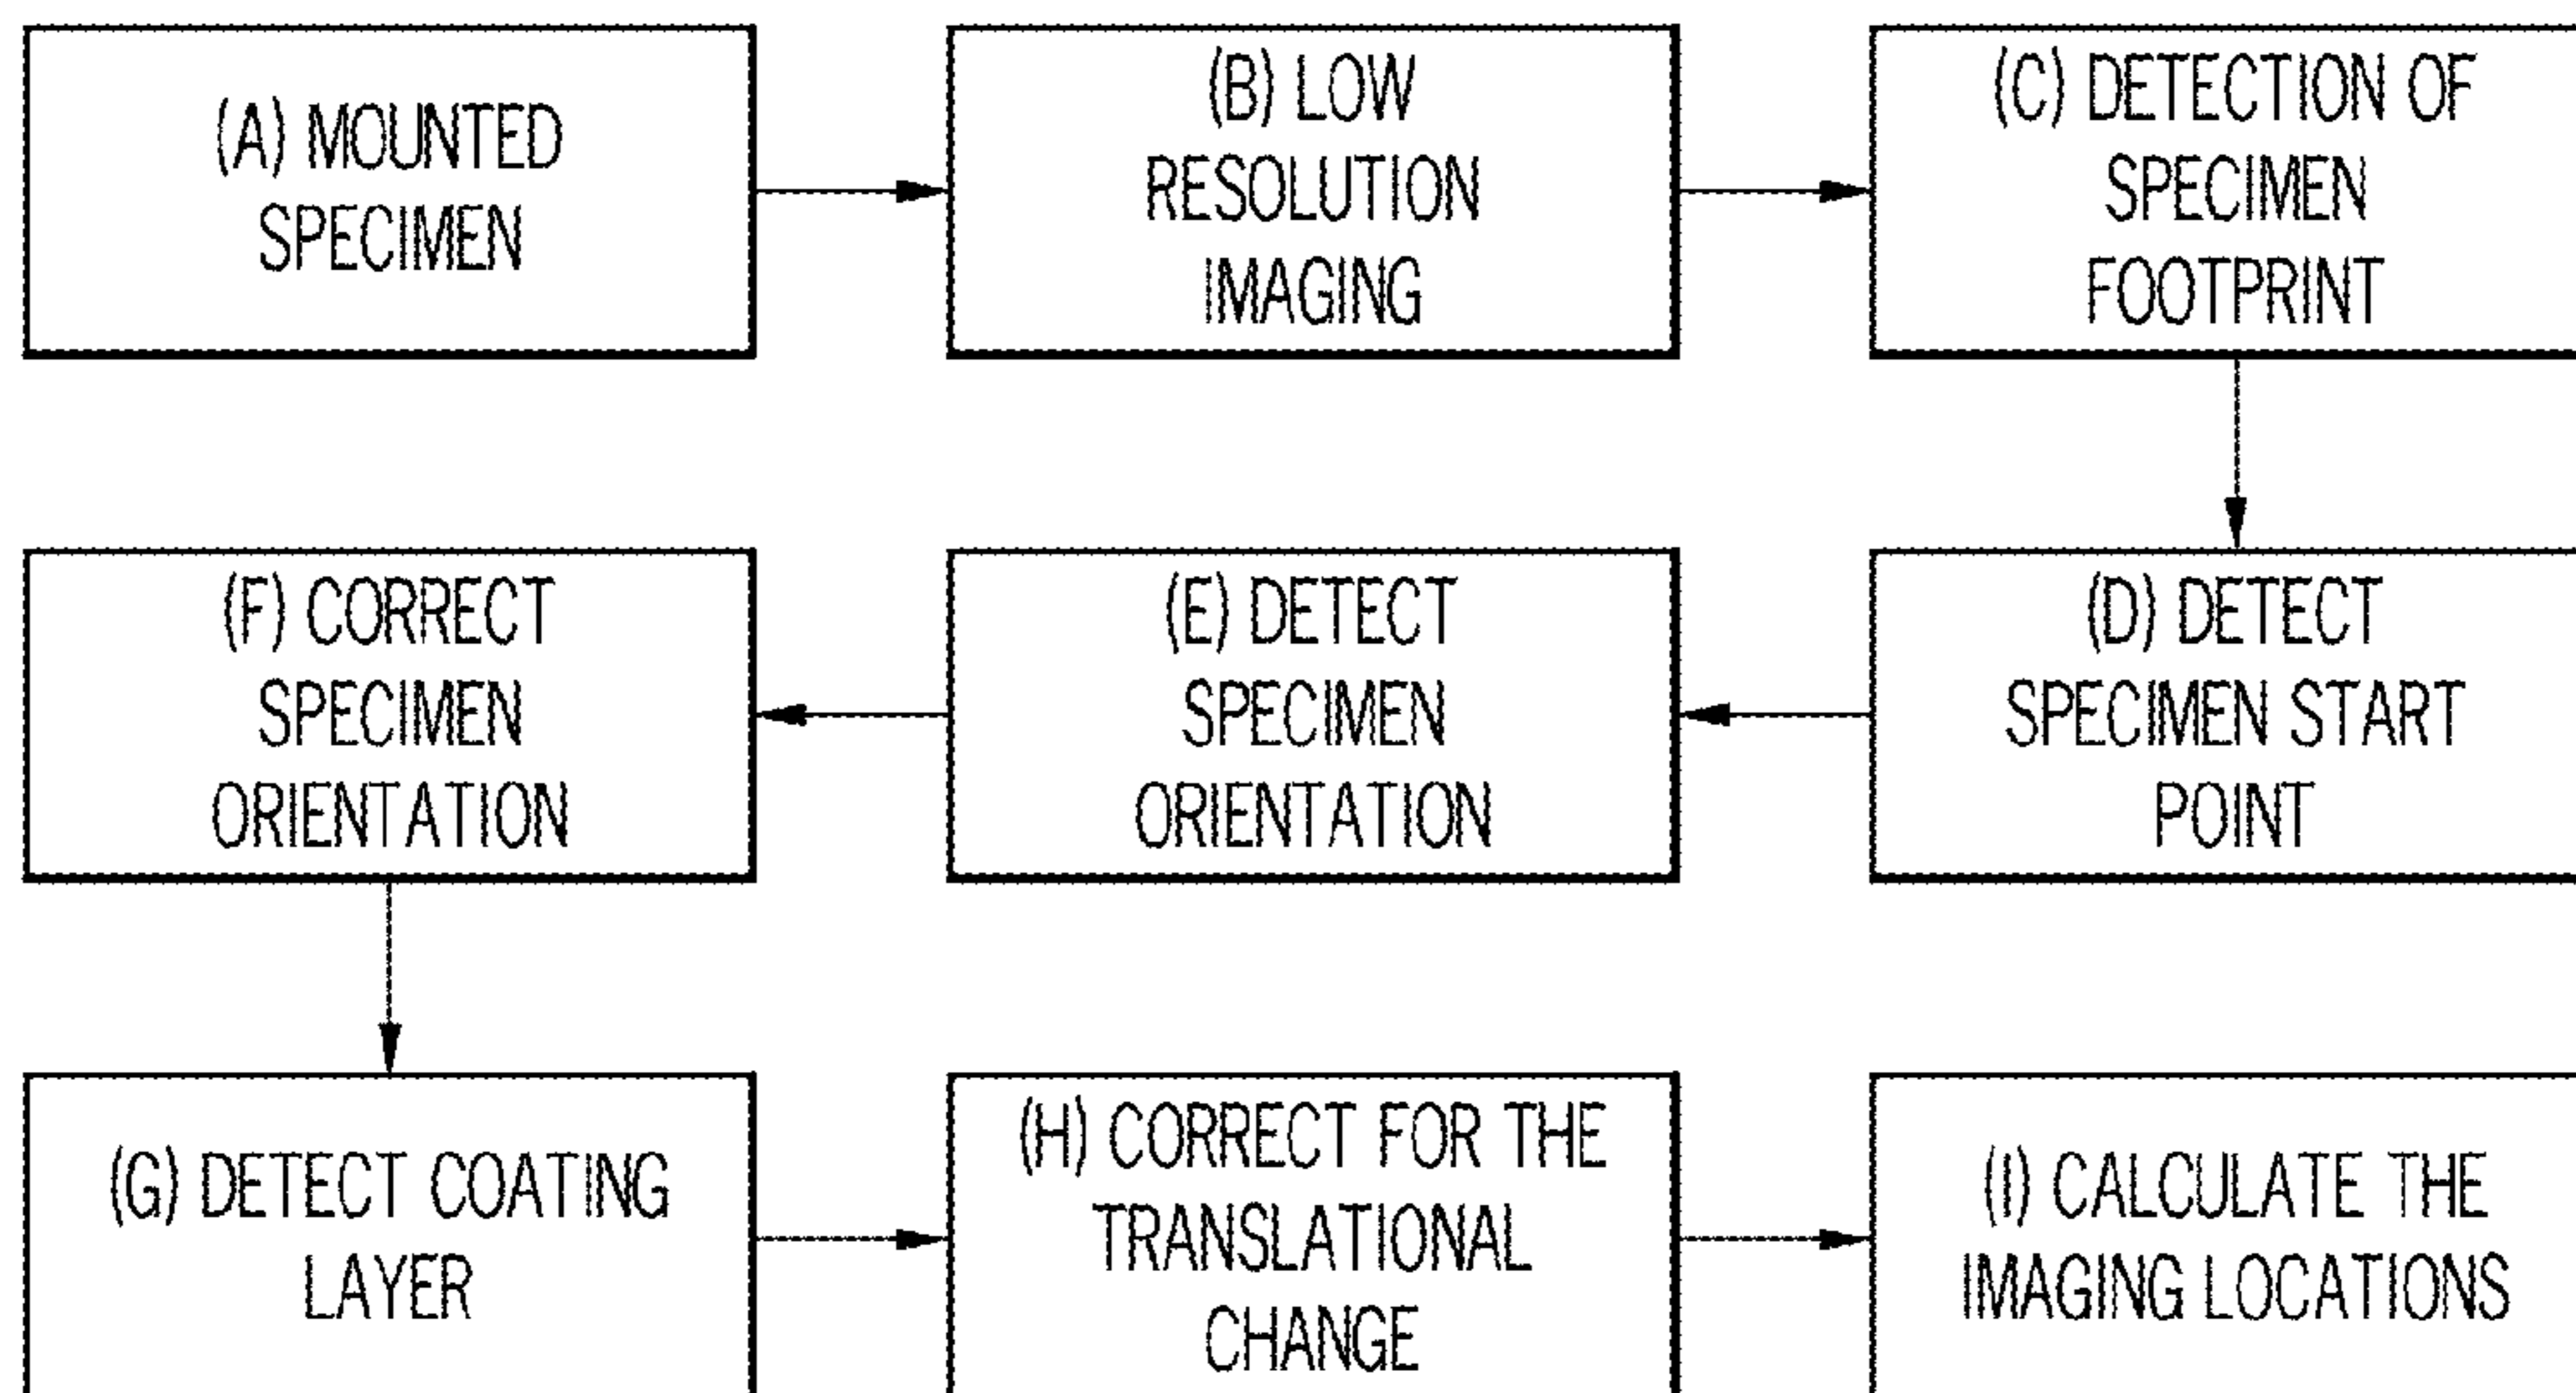 (A) MOUNTED
SPECIMEN
(B) LOW
RESOLUTION
IMAGING
(C) DETECTION OF
SPECIMEN
FOOTPRINT
(D) DETECT
SPECIMEN START
POINT
(E) DETECT
SPECIMEN
ORIENTATION
(F) CORRECT
SPECIMEN
ORIENTATION
(G) DETECT COATING
LAYER
(H) CORRECT FOR THE
TRANSLATIONAL
CHANGE
(I) CALCULATE THE
IMAGING LOCATIONS